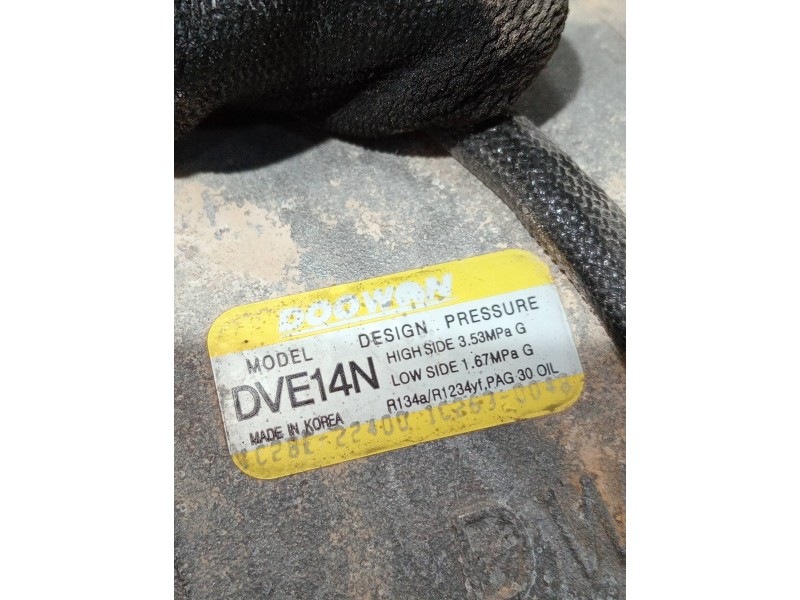 DOOWON
MODEL DESIGN PRESSURE
DVE14N HIGH SIDE 3.53MPa G
LOW SIDE 1.67MPa G
MADE IN KOREA R134a/R1234yf, PAG 30 OIL